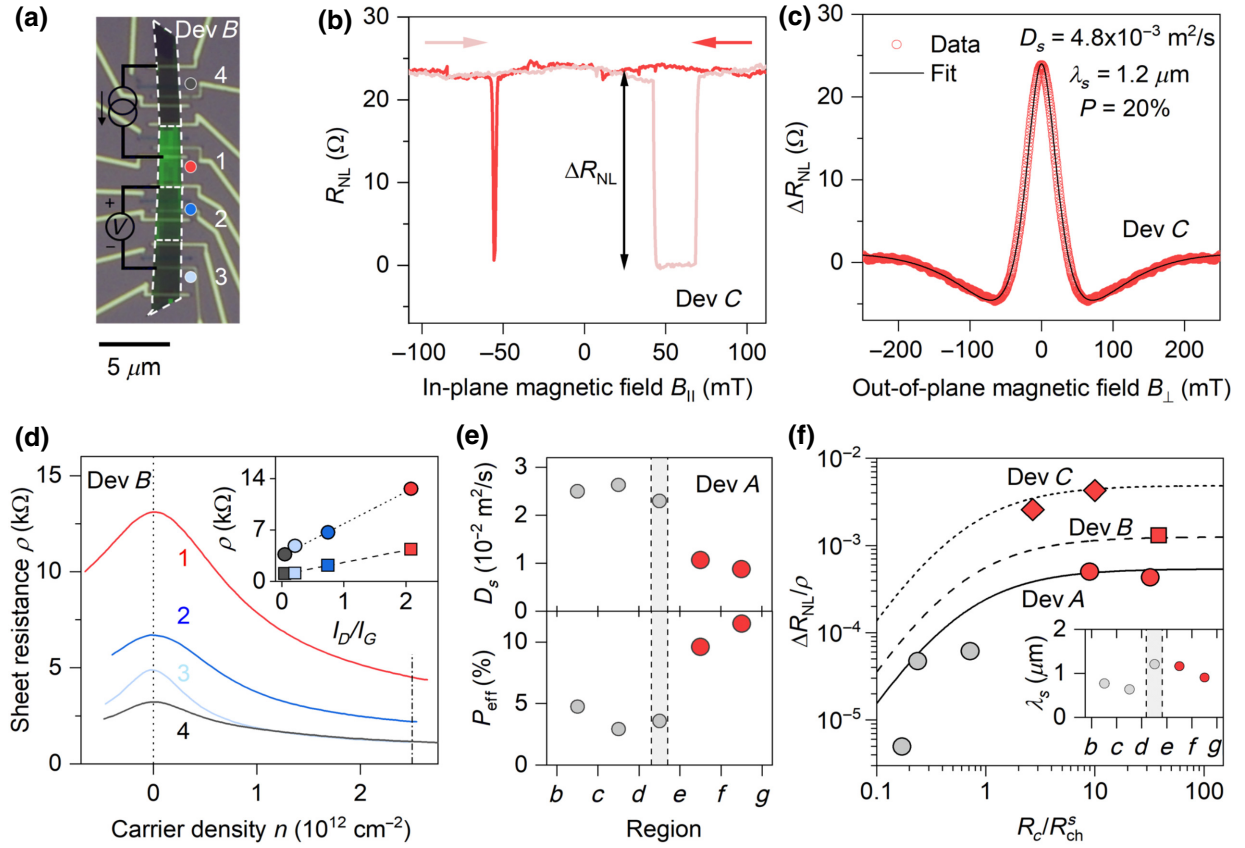 (a)
Dev B
4
1
2
3
+
V
−
5 μm
(b)
R_NL (Ω)
30
20
10
0
ΔR_NL
Dev C
−100
−50
0
50
100
In-plane magnetic field B_|| (mT)
(c)
ΔR_NL (Ω)
30
20
10
0
Data
Fit
D_s = 4.8x10⁻³ m²/s
λ_s = 1.2 μm
P = 20%
Dev C
−200
−100
0
100
200
Out-of-plane magnetic field B_⊥ (mT)
(d)
Sheet resistance ρ (kΩ)
15
10
5
0
Dev B
1
2
3
4
ρ (kΩ)
14
7
0
0
1
2
I_D/I_G
0
1
2
Carrier density n (10¹² cm⁻²)
(e)
D_s (10⁻² m²/s)
3
2
1
0
Dev A
P_eff (%)
10
5
0
b
c
d
e
f
g
Region
(f)
ΔR_NL/ρ
10⁻²
10⁻³
10⁻⁴
10⁻⁵
Dev C
Dev B
Dev A
λ_s (μm)
2
1
0
b
c
d
e
f
g
0.1
1
10
100
R_c/R_ch^s